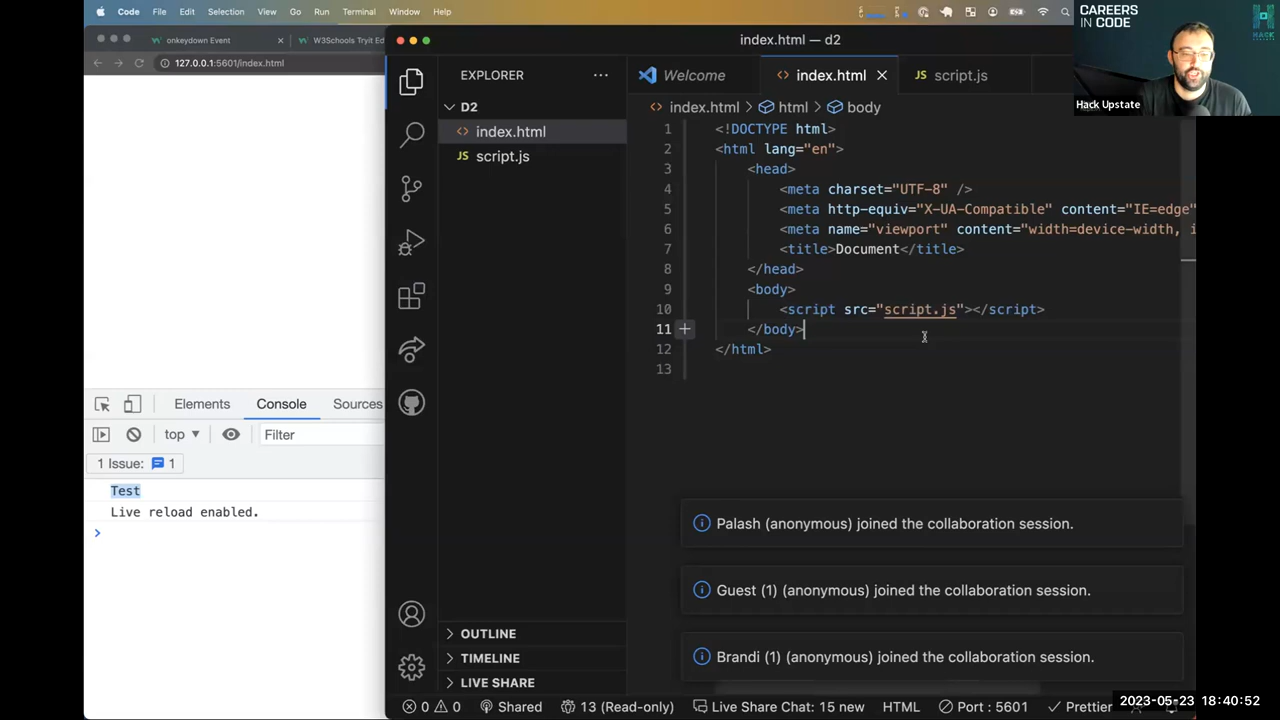 Code File Edit Selection View Go Run Terminal Window Help
CAREERS
IN CODE
HACK
Hack Upstate
onkeydown Event
W3Schools Tryit Ed
127.0.0.1:5601/index.html
index.html — d2
EXPLORER
Welcome
index.html
script.js
D2
index.html
JS script.js
<> index.html > html > body
1 <!DOCTYPE html>
2 <html lang="en">
3 <head>
4 <meta charset="UTF-8" />
5 <meta http-equiv="X-UA-Compatible" content="IE=edge"
6 <meta name="viewport" content="width=device-width, i
7 <title>Document</title>
8 </head>
9 <body>
10 <script src="script.js"></script>
11 </body>
12 </html>
13
Elements Console Sources
top Filter
1 Issue: 1
Test
Live reload enabled.
Palash (anonymous) joined the collaboration session.
Guest (1) (anonymous) joined the collaboration session.
Brandi (1) (anonymous) joined the collaboration session.
OUTLINE
TIMELINE
LIVE SHARE
0 0 Shared 13 (Read-only) Live Share Chat: 15 new HTML Port : 5601 Prettier
2023-05-23 18:40:52